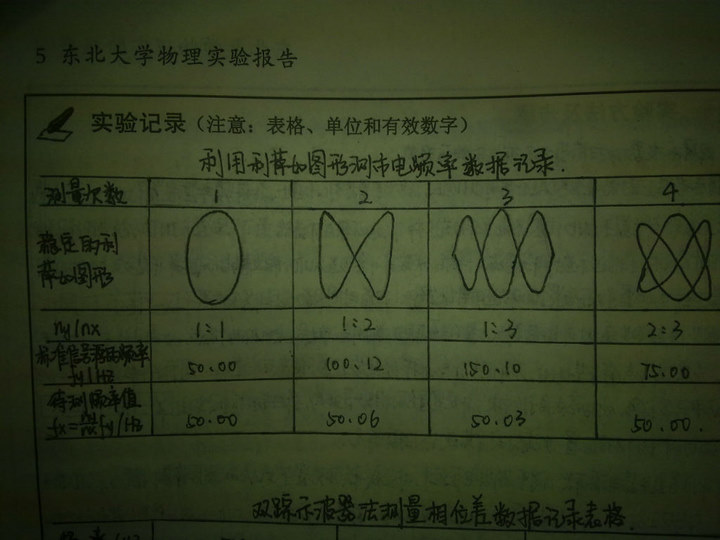 5 东北大学物理实验报告
实验记录（注意：表格、单位和有效数字）
利用利萨如图形测市电频率数据记录.
测量次数 1 2 3 4
稳定的利
萨如图形
ny/nx 1:1 1:2 1:3 2:3
标准信号源的频率
fy/Hz 50.00 100.12 150.10 75.00
待测频率值
fx=ny/nx fy/Hz 50.00 50.06 50.03 50.00.
双踪示波器法测量相位差数据记录表格.